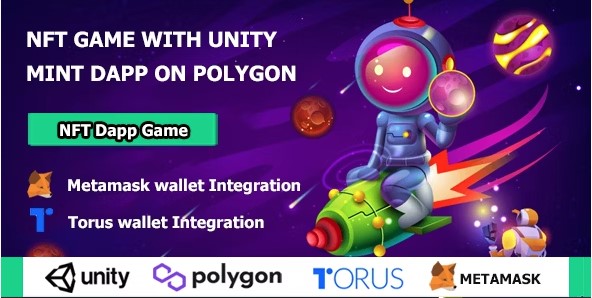 NFT GAME WITH UNITY
MINT DAPP ON POLYGON
NFT Dapp Game
Metamask wallet Integration
Torus wallet Integration
unity
polygon
TORUS
METAMASK